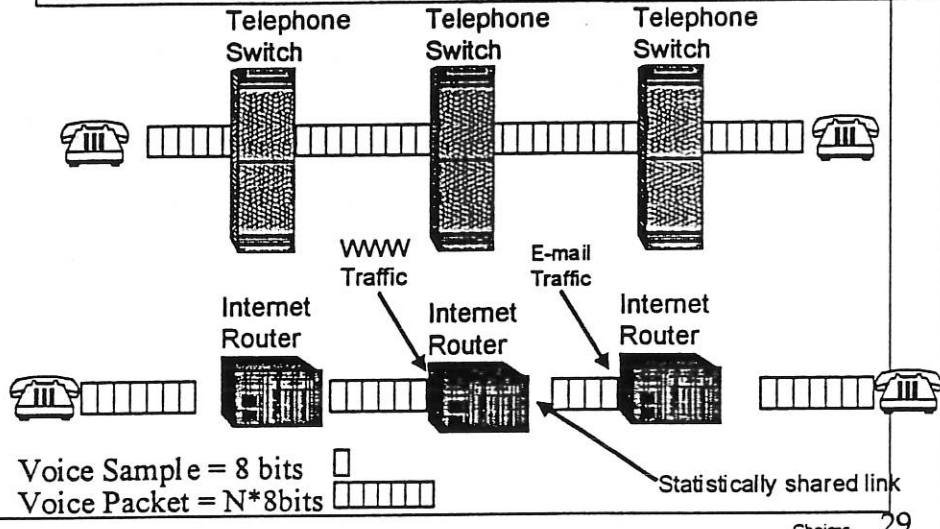 Telephone
Switch
Telephone
Switch
Telephone
Switch
WWW
Traffic
E-mail
Traffic
Internet
Router
Internet
Router
Internet
Router
Voice Sample = 8 bits
Voice Packet = N*8bits
Statistically shared link
Choices
29